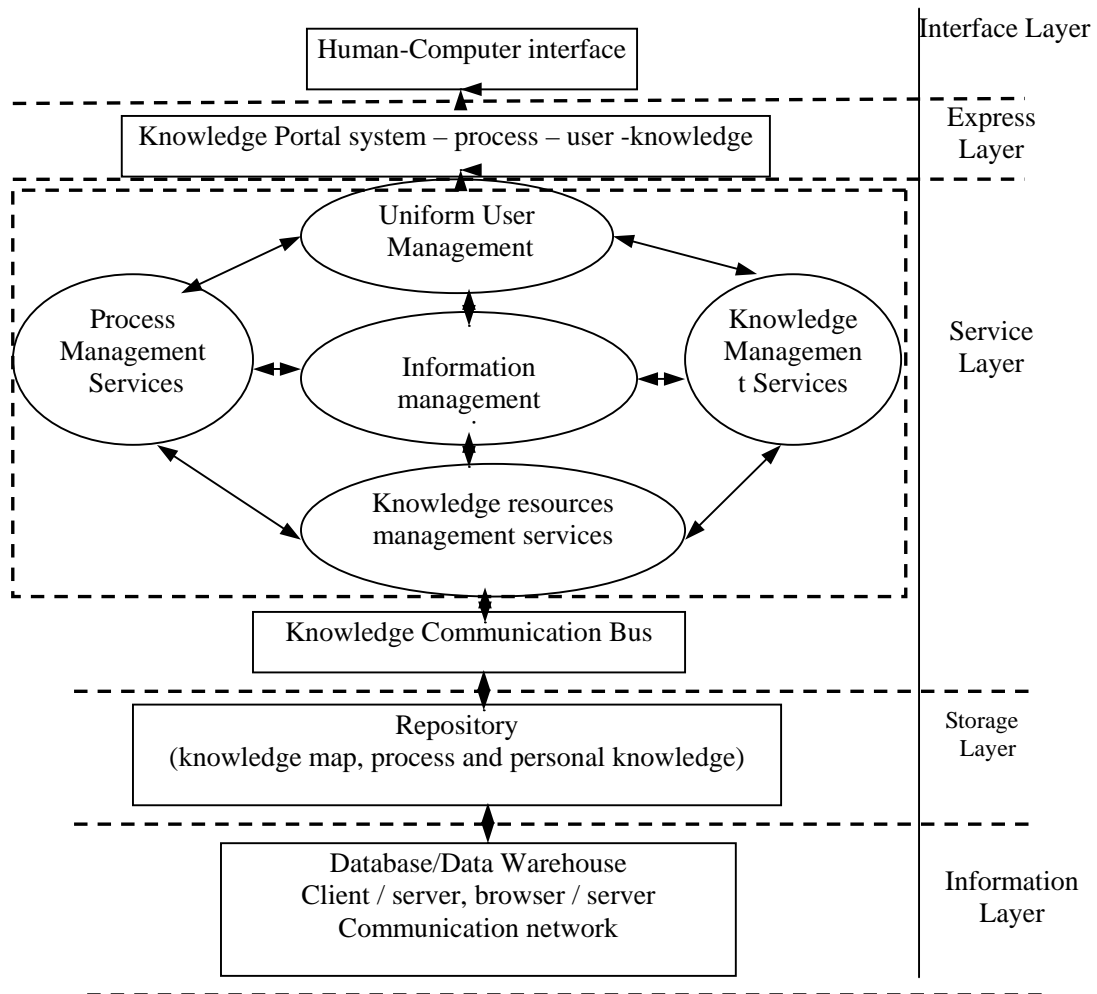 Interface Layer
Human-Computer interface
Express
Layer
Knowledge Portal system – process – user -knowledge
Uniform User
Management
Process
Management
Services
Knowledge
Managemen
t Services
Service
Layer
Information
management
Knowledge resources
management services
Knowledge Communication Bus
Repository
(knowledge map, process and personal knowledge)
Storage
Layer
Database/Data Warehouse
Client / server, browser / server
Communication network
Information
Layer